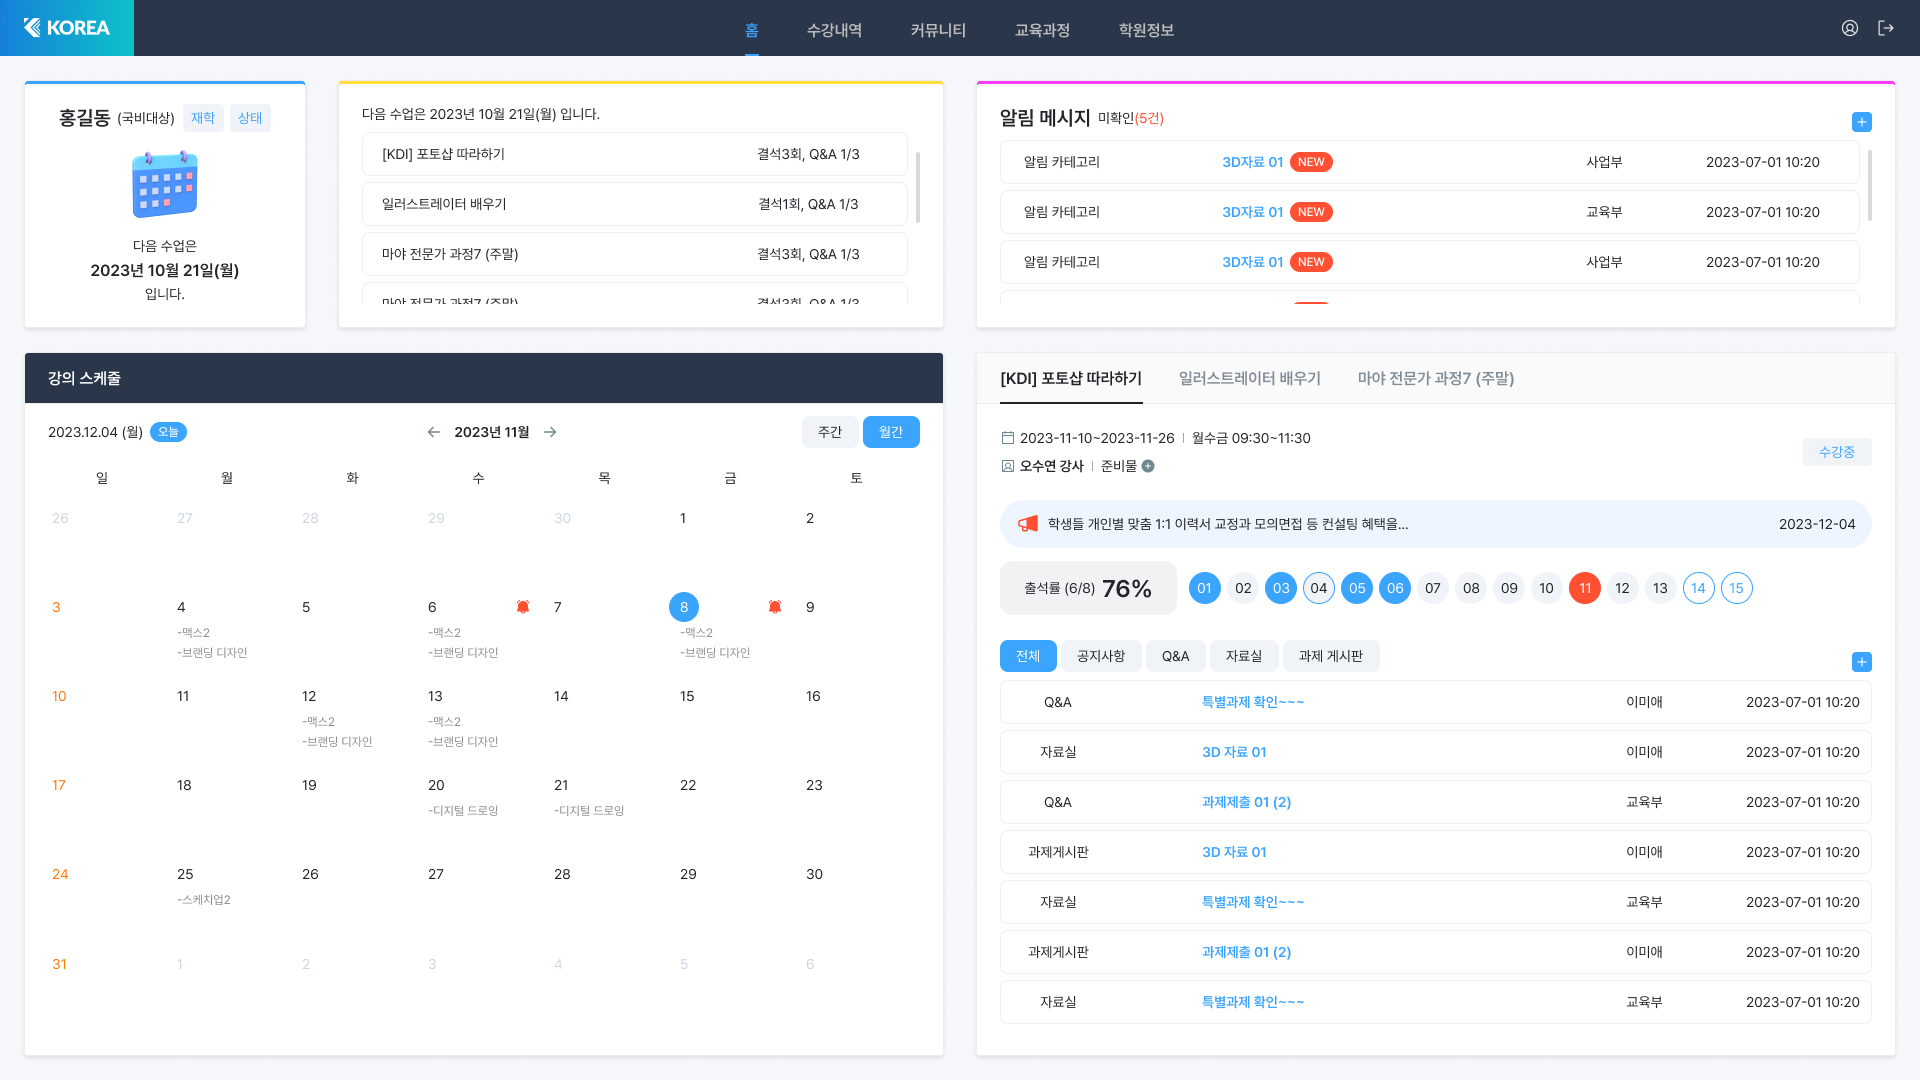 KOREA
홈 수강내역 커뮤니티 교육과정 학원정보
홍길동 (국비대상) 재학 상태
다음 수업은
2023년 10월 21일(월)
입니다.
다음 수업은 2023년 10월 21일(월) 입니다.
[KDI] 포토샵 따라하기 결석3회, Q&A 1/3
일러스트레이터 배우기 결석1회, Q&A 1/3
마야 전문가 과정7 (주말) 결석3회, Q&A 1/3
마야 전문가 과정7 (주말) 결석3회, Q&A 1/3
알림 메시지 미확인(5건)
알림 카테고리 3D자료 01 NEW 사업부 2023-07-01 10:20
알림 카테고리 3D자료 01 NEW 교육부 2023-07-01 10:20
알림 카테고리 3D자료 01 NEW 사업부 2023-07-01 10:20
강의 스케줄
2023.12.04 (월) 오늘 2023년 11월 주간 월간
일 월 화 수 목 금 토
26 27 28 29 30 1 2
3 4 5 6 7 8 9
-맥스2 -맥스2 -맥스2
-브랜딩 디자인 -브랜딩 디자인 -브랜딩 디자인
10 11 12 13 14 15 16
-맥스2 -맥스2
-브랜딩 디자인 -브랜딩 디자인
17 18 19 20 21 22 23
-디지털 드로잉 -디지털 드로잉
24 25 26 27 28 29 30
-스케치업2
31 1 2 3 4 5 6
[KDI] 포토샵 따라하기 일러스트레이터 배우기 마야 전문가 과정7 (주말)
2023-11-10~2023-11-26 | 월수금 09:30~11:30
오수연 강사 | 준비물
수강중
학생들 개인별 맞춤 1:1 이력서 교정과 모의면접 등 컨설팅 혜택을... 2023-12-04
출석률 (6/8) 76% 01 02 03 04 05 06 07 08 09 10 11 12 13 14 15
전체 공지사항 Q&A 자료실 과제 게시판
Q&A 특별과제 확인~~~ 이미애 2023-07-01 10:20
자료실 3D 자료 01 이미애 2023-07-01 10:20
Q&A 과제제출 01 (2) 교육부 2023-07-01 10:20
과제게시판 3D 자료 01 이미애 2023-07-01 10:20
자료실 특별과제 확인~~~ 교육부 2023-07-01 10:20
과제게시판 과제제출 01 (2) 이미애 2023-07-01 10:20
자료실 특별과제 확인~~~ 교육부 2023-07-01 10:20